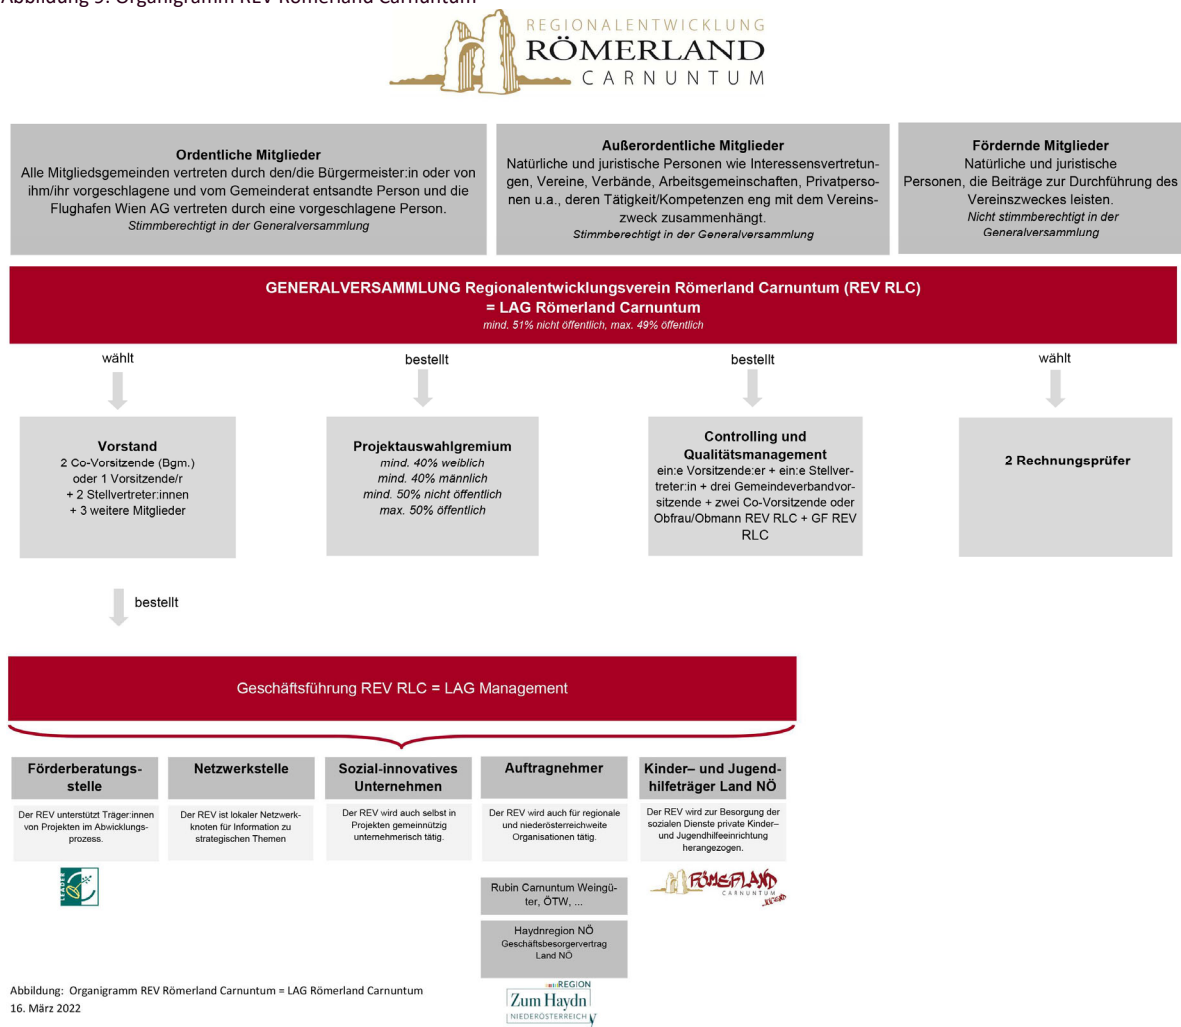 Abbildung 9: Organigramm REV Römerland Carnuntum
REGIONALENTWICKLUNG
RÖMERLAND
CARNUNTUM
Ordentliche Mitglieder
Alle Mitgliedsgemeinden vertreten durch den/die Bürgermeister:in oder von
ihm/ihr vorgeschlagene und vom Gemeinderat entsandte Person und die
Flughafen Wien AG vertreten durch eine vorgeschlagene Person.
Stimmberechtigt in der Generalversammlung
Außerordentliche Mitglieder
Natürliche und juristische Personen wie Interessensvertretun-
gen, Vereine, Verbände, Arbeitsgemeinschaften, Privatperso-
nen u.a., deren Tätigkeit/Kompetenzen eng mit dem Vereins-
zweck zusammenhängt.
Stimmberechtigt in der Generalversammlung
Fördernde Mitglieder
Natürliche und juristische
Personen, die Beiträge zur Durchführung des
Vereinszweckes leisten.
Nicht stimmberechtigt in der
Generalversammlung
GENERALVERSAMMLUNG Regionalentwicklungsverein Römerland Carnuntum (REV RLC)
= LAG Römerland Carnuntum
mind. 51% nicht öffentlich, max. 49% öffentlich
wählt
bestellt
bestellt
wählt
Vorstand
2 Co-Vorsitzende (Bgm.)
oder 1 Vorsitzende/r
+ 2 Stellvertreter:innen
+ 3 weitere Mitglieder
Projektauswahlgremium
mind. 40% weiblich
mind. 40% männlich
mind. 50% nicht öffentlich
max. 50% öffentlich
Controlling und
Qualitätsmanagement
ein:e Vorsitzende:er + ein:e Stellver-
treter:in + drei Gemeindeverbandvor-
sitzende + zwei Co-Vorsitzende oder
Obfrau/Obmann REV RLC + GF REV
RLC
2 Rechnungsprüfer
bestellt
Geschäftsführung REV RLC = LAG Management
Förderberatungs-
stelle
Der REV unterstützt Träger:innen
von Projekten im Abwicklungs-
prozess.
LEADER
Netzwerkstelle
Der REV ist lokaler Netzwerk-
knoten für Information zu
strategischen Themen
Sozial-innovatives
Unternehmen
Der REV wird auch selbst in
Projekten gemeinnützig
unternehmerisch tätig.
Auftragnehmer
Der REV wird auch für regionale
und niederösterreichweite
Organisationen tätig.
Rubin Carnuntum Weingü-
ter, ÖTW, ...
Haydnregion NÖ
Geschäftsbesorgervertrag
Land NÖ
REGION
Zum Haydn
NIEDERÖSTERREICH
Kinder– und Jugend-
hilfeträger Land NÖ
Der REV wird zur Besorgung der
sozialen Dienste private Kinder–
und Jugendhilfeeinrichtung
herangezogen.
RÖMERLAND
CARNUNTUM
Abbildung: Organigramm REV Römerland Carnuntum = LAG Römerland Carnuntum
16. März 2022